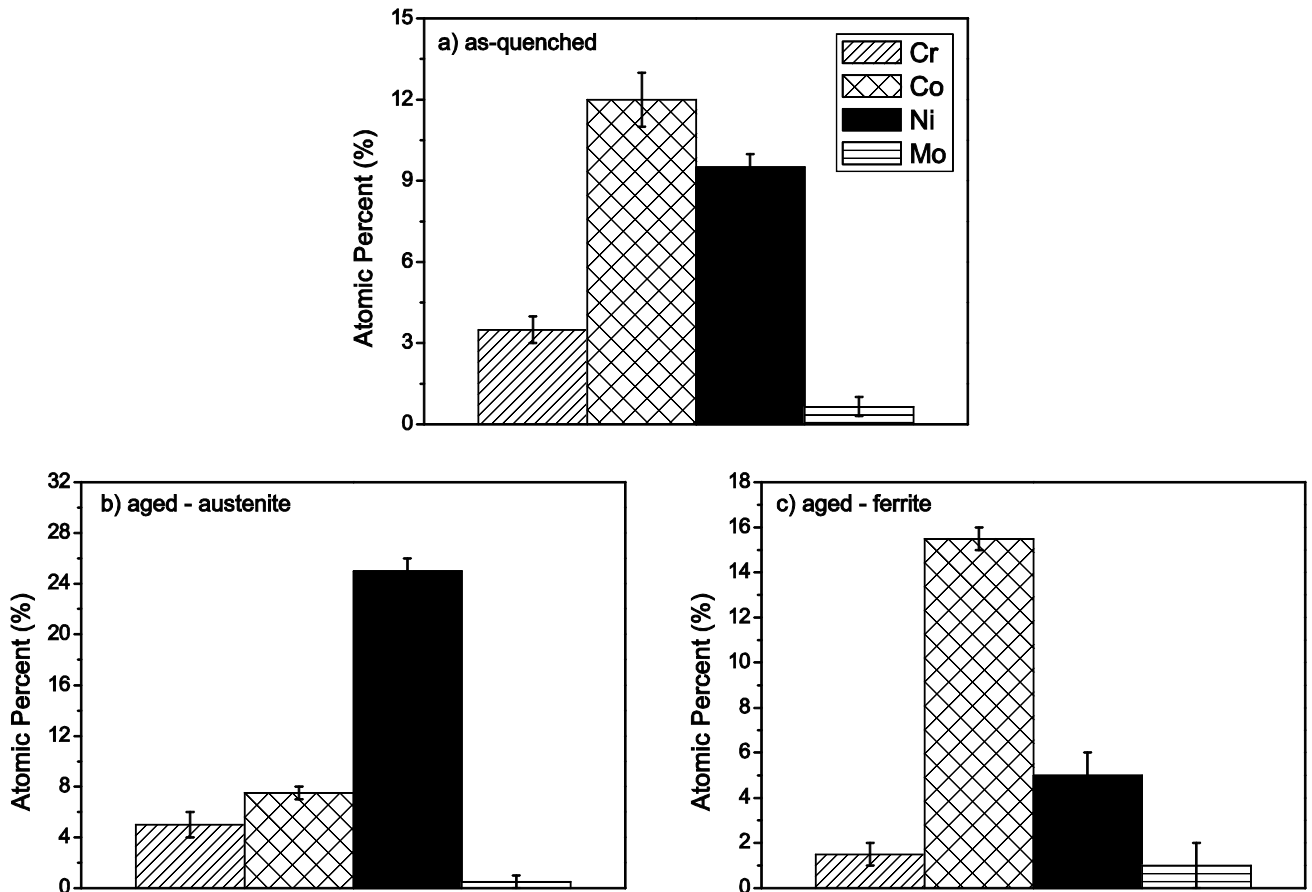 a) as-quenched
Cr
Co
Ni
Mo
15
12
9
6
3
0
Atomic Percent (%)
b) aged - austenite
32
28
24
20
16
12
8
4
0
Atomic Percent (%)
c) aged - ferrite
18
16
14
12
10
8
6
4
2
0
Atomic Percent (%)